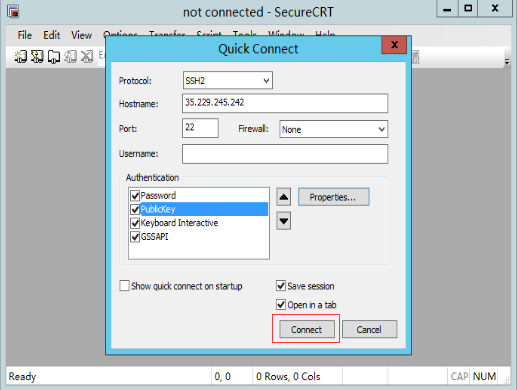 not connected - SecureCRT
File Edit View Options Transfer Script Tools Window Help
Quick Connect
Protocol: SSH2
Hostname: 35.229.245.242
Port: 22 Firewall: None
Username:
Authentication
Password
PublicKey
Keyboard Interactive
GSSAPI
Properties...
Show quick connect on startup
Save session
Open in a tab
Connect Cancel
Ready 0, 0 0 Rows, 0 Cols CAP NUM